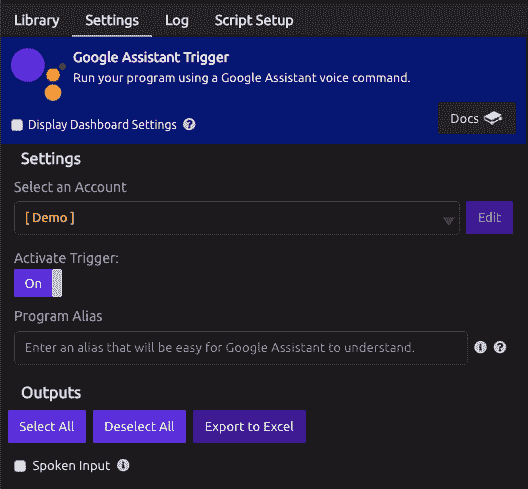 Library Settings Log Script Setup
Google Assistant Trigger
Run your program using a Google Assistant voice command.
Display Dashboard Settings ?
Docs
Settings
Select an Account
[ Demo ]
Edit
Activate Trigger:
On
Program Alias
Enter an alias that will be easy for Google Assistant to understand. i ?
Outputs
Select All Deselect All Export to Excel
Spoken Input i